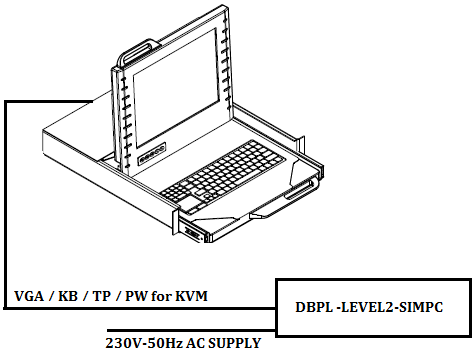 VGA / KB / TP / PW for KVM
DBPL -LEVEL2-SIMPC
230V-50Hz AC SUPPLY